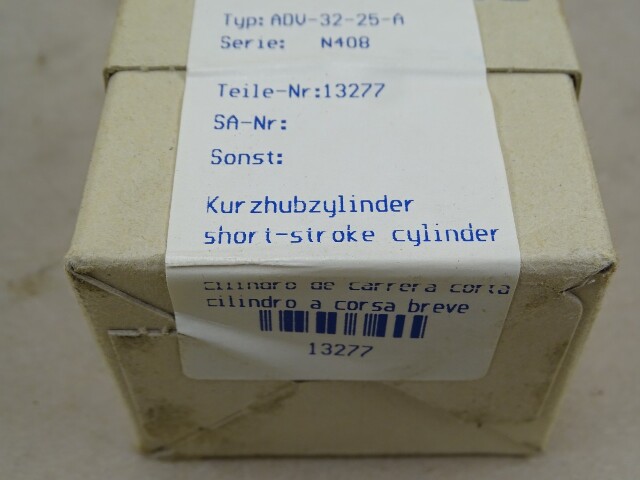 Typ: ADV-32-25-A
Serie: N408
Teile-Nr:13277
SA-Nr:
Sonst:
Kurzhubzylinder
short-stroke cylinder
cilindro de carrera corta
cilindro a corsa breve
13277